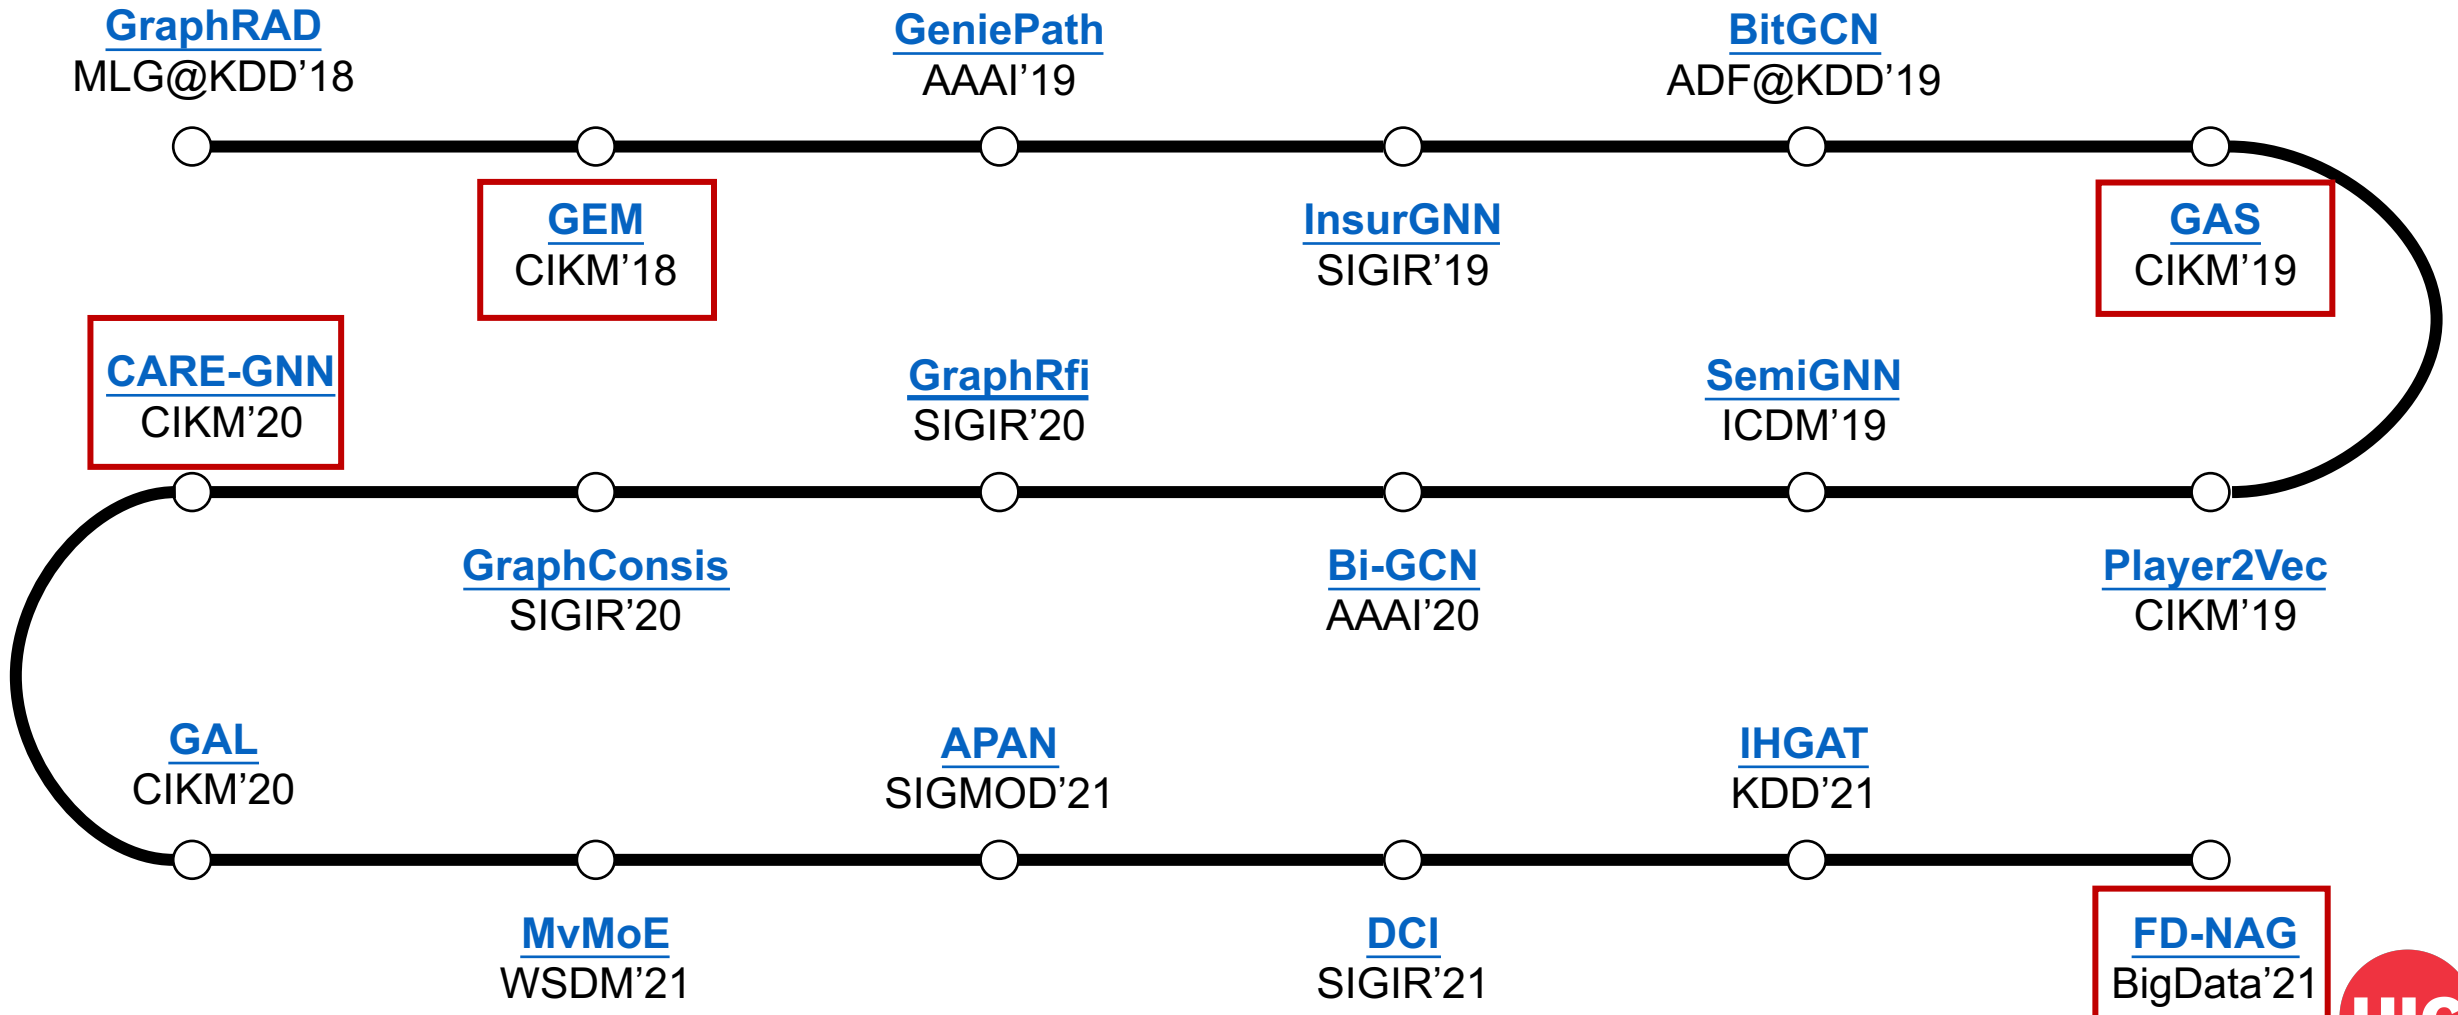 GraphRAD
MLG@KDD’18
GeniePath
AAAI’19
BitGCN
ADF@KDD’19
GEM
CIKM’18
InsurGNN
SIGIR’19
GAS
CIKM’19
CARE-GNN
CIKM’20
GraphRfi
SIGIR’20
SemiGNN
ICDM’19
GraphConsis
SIGIR’20
Bi-GCN
AAAI’20
Player2Vec
CIKM’19
GAL
CIKM’20
APAN
SIGMOD’21
IHGAT
KDD’21
MvMoE
WSDM’21
DCI
SIGIR’21
FD-NAG
BigData’21